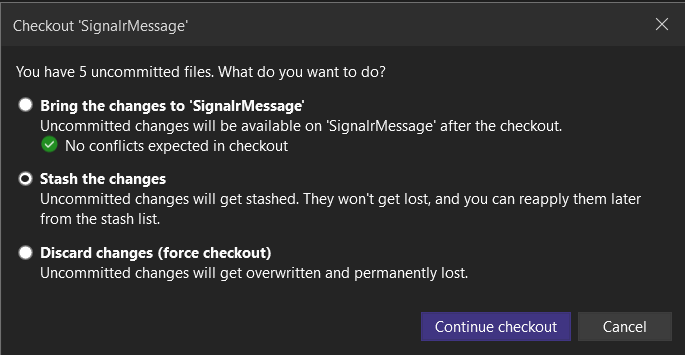 Checkout 'SignalrMessage'
You have 5 uncommitted files. What do you want to do?
Bring the changes to 'SignalrMessage'
Uncommitted changes will be available on 'SignalrMessage' after the checkout.
No conflicts expected in checkout
Stash the changes
Uncommitted changes will get stashed. They won't get lost, and you can reapply them later
from the stash list.
Discard changes (force checkout)
Uncommitted changes will get overwritten and permanently lost.
Continue checkout Cancel